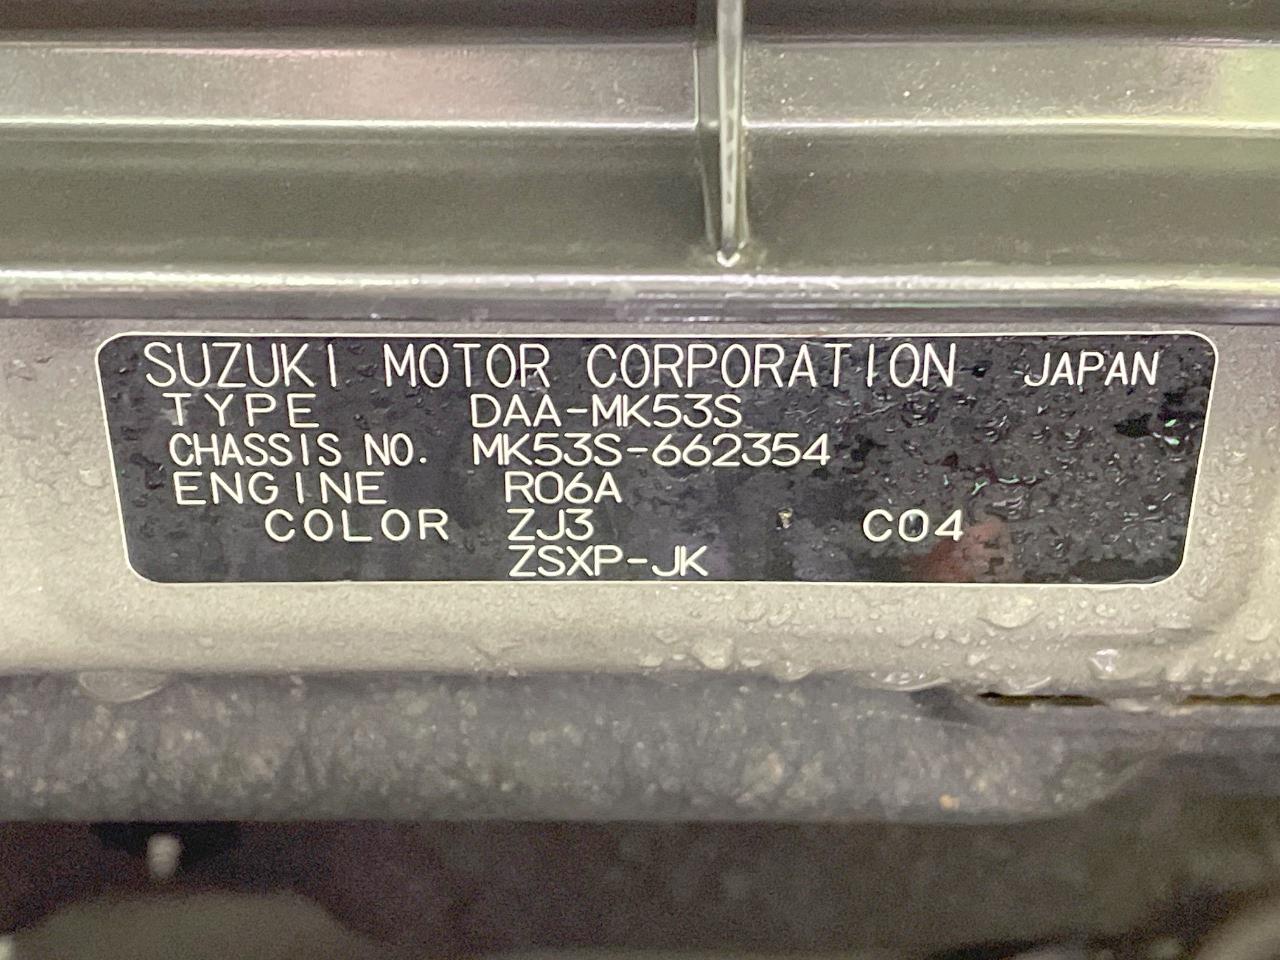 SUZUKI MOTOR CORPORATION JAPAN
TYPE DAA-MK53S
CHASSIS NO. MK53S-662354
ENGINE R06A
COLOR ZJ3 C04
ZSXP-JK